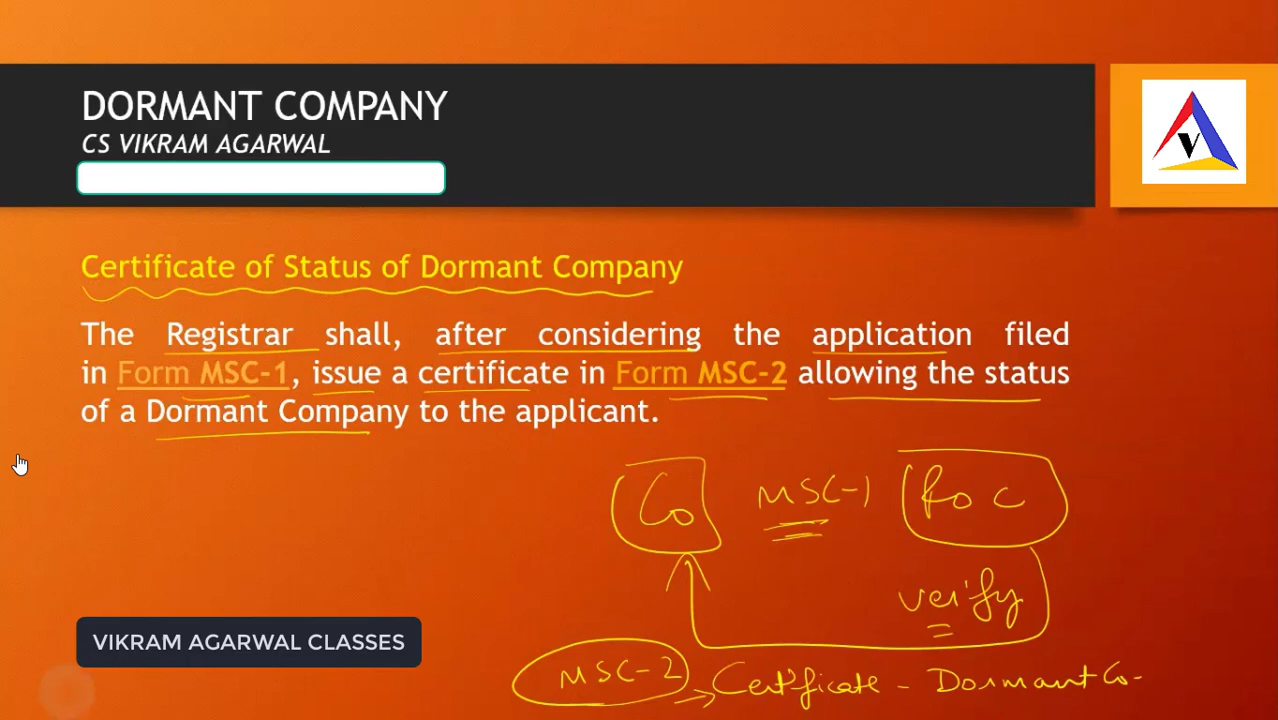 DORMANT COMPANY
CS VIKRAM AGARWAL
V
Certificate of Status of Dormant Company
The Registrar shall, after considering the application filed
in Form MSC-1, issue a certificate in Form MSC-2 allowing the status
of a Dormant Company to the applicant.
Co MSC-1 RoC
verify
VIKRAM AGARWAL CLASSES
MSC-2 → Certificate - Dormant Co-